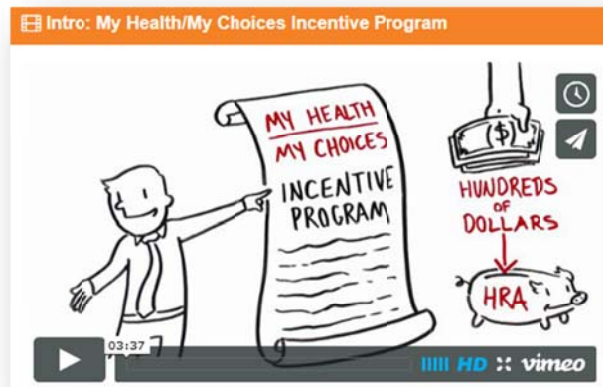 Intro: My Health/My Choices Incentive Program
MY HEALTH
MY CHOICES
INCENTIVE
PROGRAM
$
HUNDREDS
OF
DOLLARS
HRA
03:37
HD vimeo